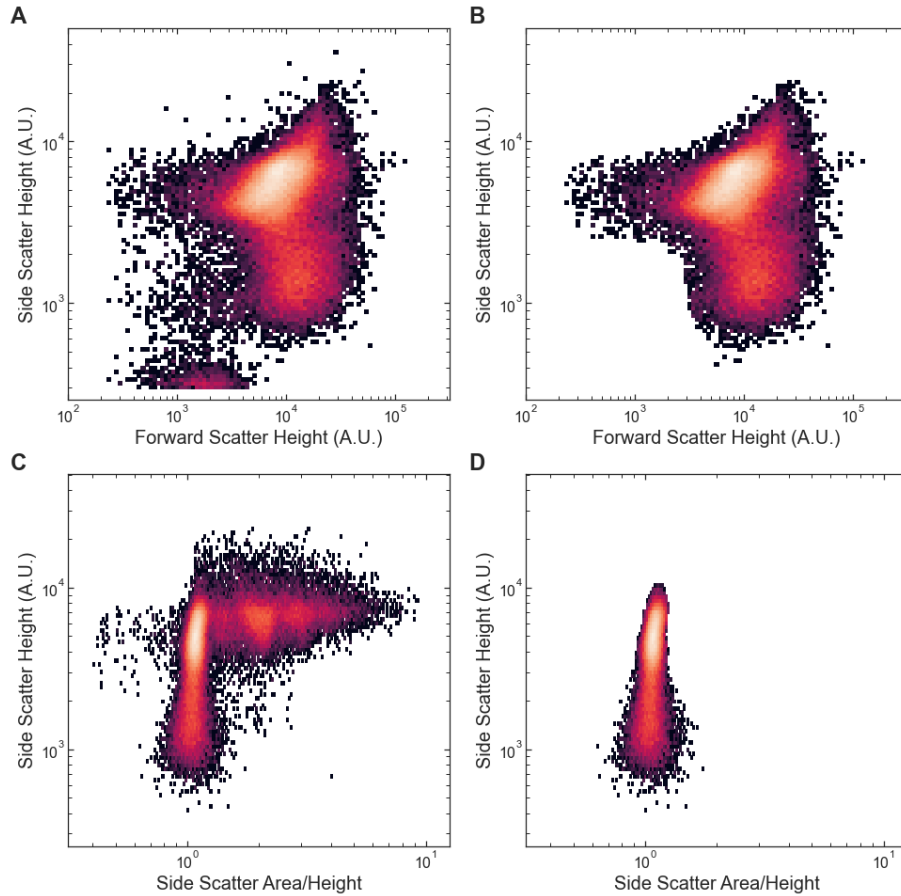 A
B
Side Scatter Height (A.U.)
10^4
10^3
10^2
10^3
10^4
10^5
Forward Scatter Height (A.U.)
Side Scatter Height (A.U.)
10^4
10^3
10^2
10^3
10^4
10^5
Forward Scatter Height (A.U.)
C
D
Side Scatter Height (A.U.)
10^4
10^3
10^0
10^1
Side Scatter Area/Height
Side Scatter Height (A.U.)
10^4
10^3
10^0
10^1
Side Scatter Area/Height